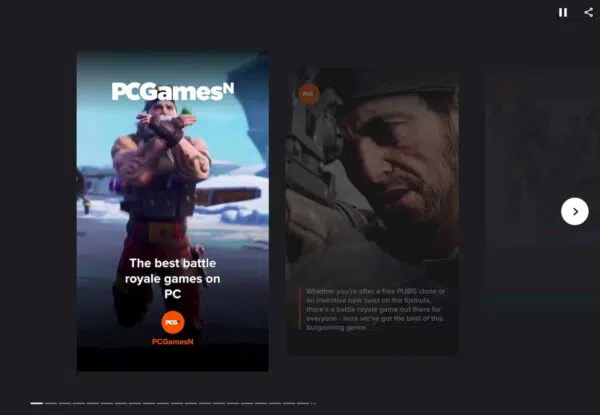 PCGamesN
The best battle
royale games on
PC
PCG
PCGamesN
PCG
Whether you're after a free PUBG clone or
an inventive new twist on the formula,
there's a battle royale game out there for
everyone - here we've got the best of this
burgeoning genre.